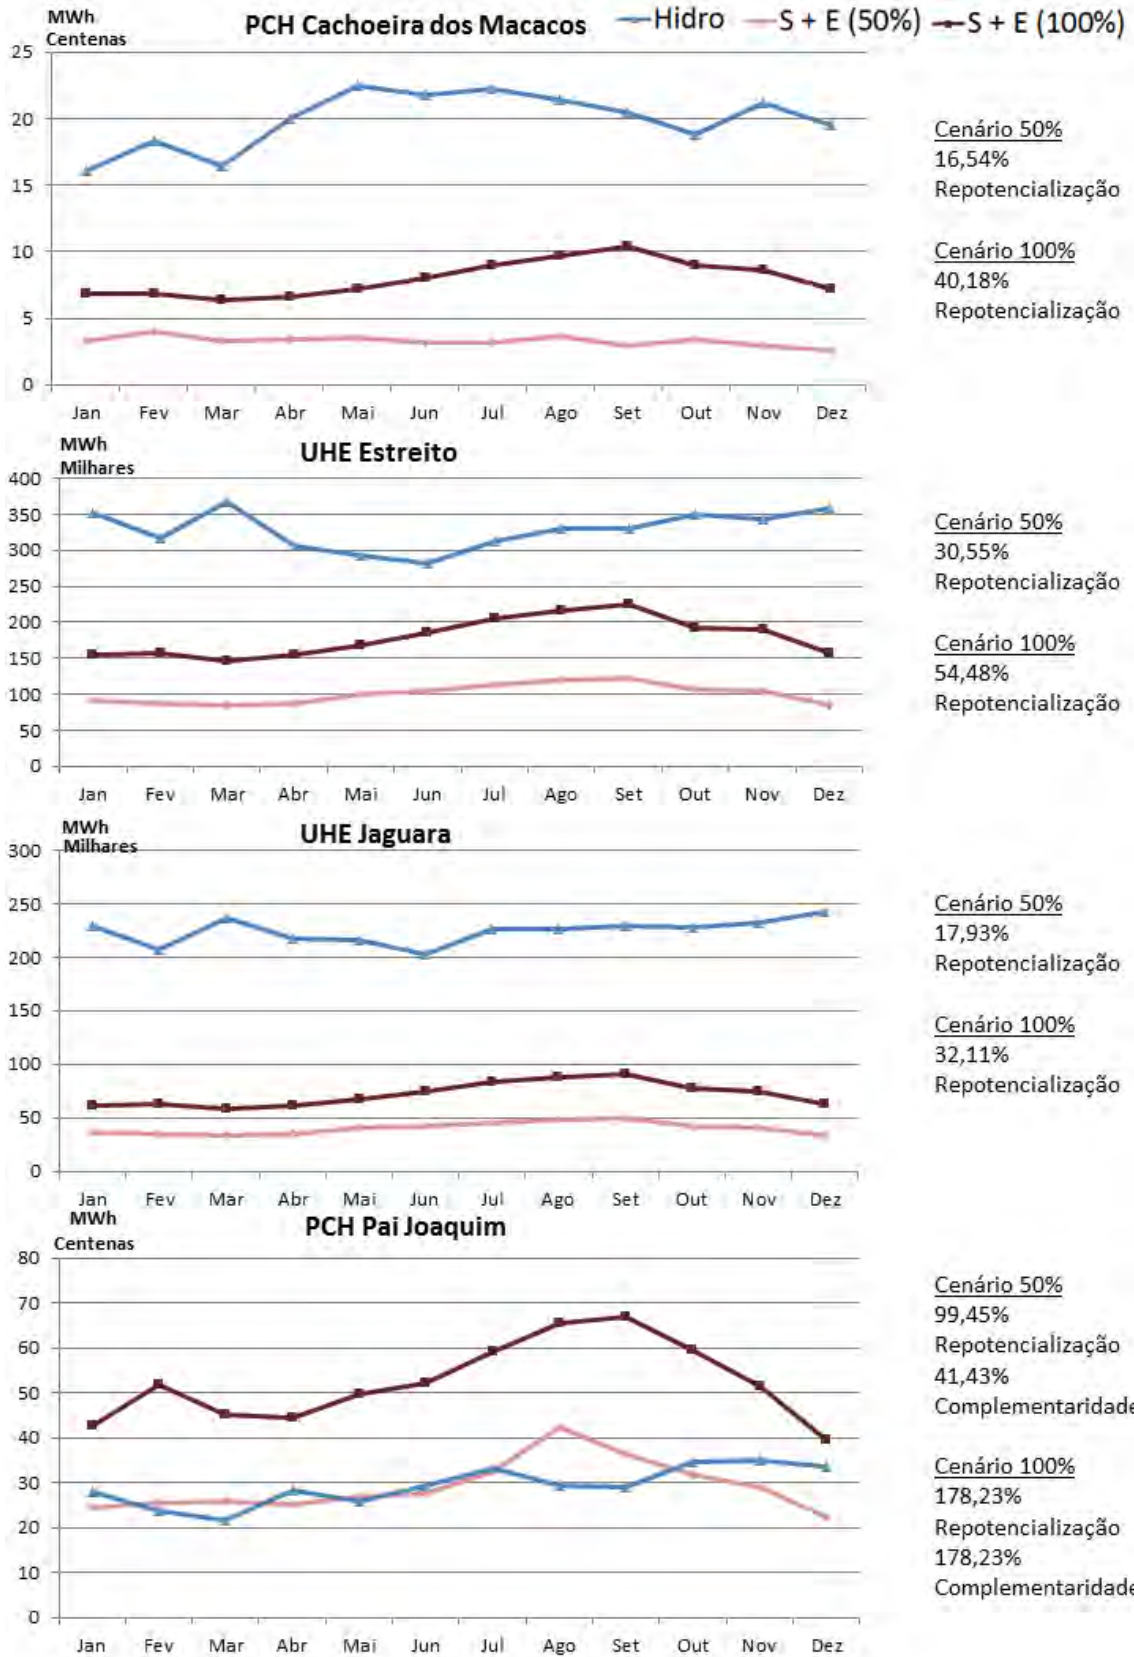 MWh
Centenas
PCH Cachoeira dos Macacos
Hidro S + E (50%) S + E (100%)
25
20
15
10
5
0
Jan Fev Mar Abr Mai Jun Jul Ago Set Out Nov Dez
Cenário 50%
16,54%
Repotencialização
Cenário 100%
40,18%
Repotencialização
MWh
Milhares
UHE Estreito
400
350
300
250
200
150
100
50
0
Jan Fev Mar Abr Mai Jun Jul Ago Set Out Nov Dez
Cenário 50%
30,55%
Repotencialização
Cenário 100%
54,48%
Repotencialização
MWh
Milhares
UHE Jaguara
300
250
200
150
100
50
0
Jan Fev Mar Abr Mai Jun Jul Ago Set Out Nov Dez
Cenário 50%
17,93%
Repotencialização
Cenário 100%
32,11%
Repotencialização
MWh
Centenas
PCH Pai Joaquim
80
70
60
50
40
30
20
10
0
Jan Fev Mar Abr Mai Jun Jul Ago Set Out Nov Dez
Cenário 50%
99,45%
Repotencialização
41,43%
Complementaridade
Cenário 100%
178,23%
Repotencialização
178,23%
Complementaridade